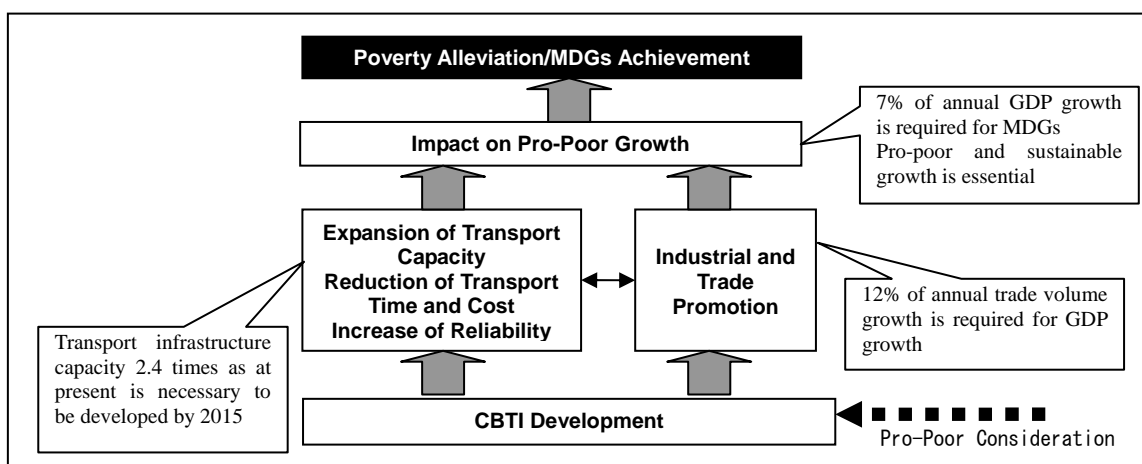 Poverty Alleviation/MDGs Achievement
7% of annual GDP growth
is required for MDGs
Pro-poor and sustainable
growth is essential
Impact on Pro-Poor Growth
Expansion of Transport
Capacity
Reduction of Transport
Time and Cost
Increase of Reliability
Industrial and
Trade
Promotion
12% of annual trade volume
growth is required for GDP
growth
Transport infrastructure
capacity 2.4 times as at
present is necessary to
be developed by 2015
CBTI Development
Pro-Poor Consideration